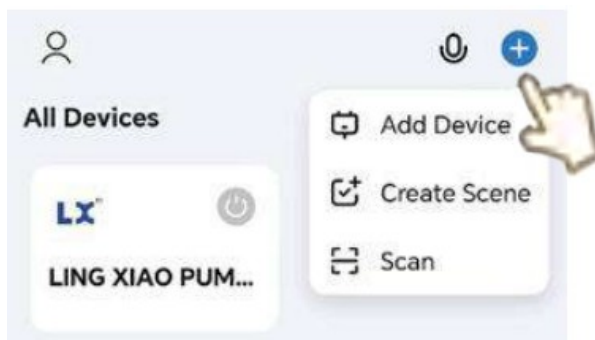 All Devices
Add Device
Create Scene
LX
LING XIAO PUM...
Scan